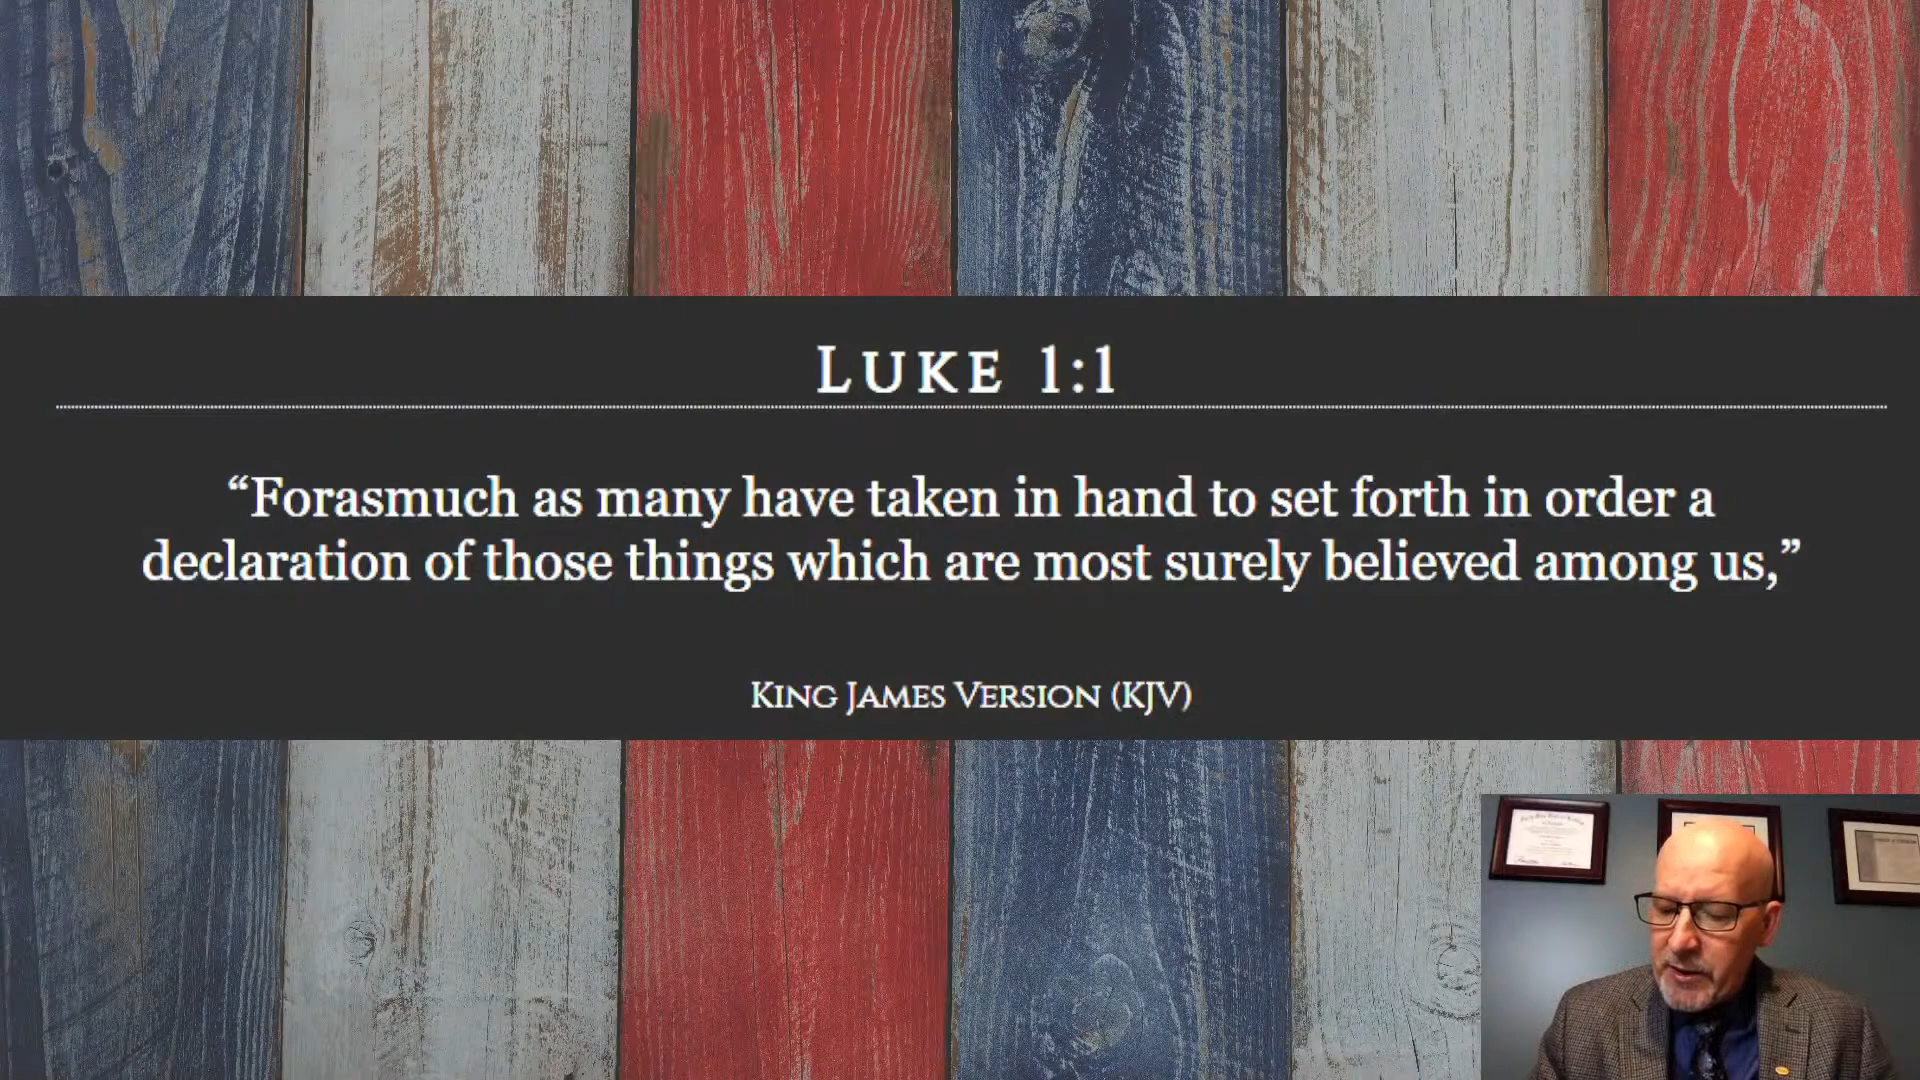 LUKE 1:1
“Forasmuch as many have taken in hand to set forth in order a
declaration of those things which are most surely believed among us,”
KING JAMES VERSION (KJV)